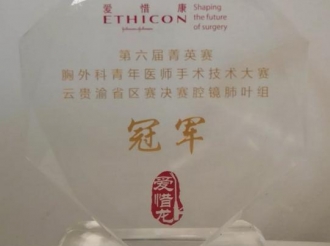 爱惜康
ETHICON
Shaping
the future
of surgery
第六届菁英赛
胸外科青年医师手术技术大赛
云贵渝省区赛决赛腔镜肺叶组
冠军
爱惜龙